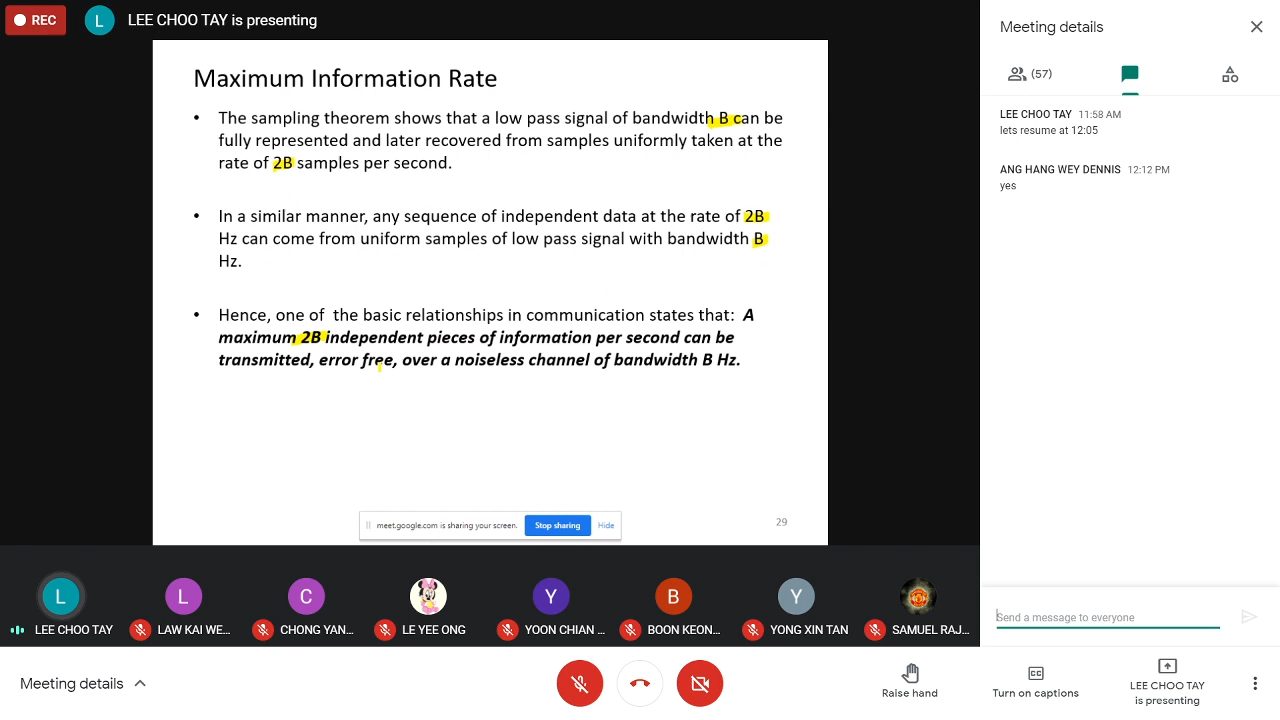 REC
L
LEE CHOO TAY is presenting
Maximum Information Rate
• The sampling theorem shows that a low pass signal of bandwidth B can be
fully represented and later recovered from samples uniformly taken at the
rate of 2B samples per second.
• In a similar manner, any sequence of independent data at the rate of 2B
Hz can come from uniform samples of low pass signal with bandwidth B
Hz.
• Hence, one of the basic relationships in communication states that: A
maximum 2B independent pieces of information per second can be
transmitted, error free, over a noiseless channel of bandwidth B Hz.
meet.google.com is sharing your screen. Stop sharing Hide
29
L L C Y B Y
LEE CHOO TAY LAW KAI WE... CHONG YAN... LE YEE ONG YOON CHIAN ... BOON KEON... YONG XIN TAN SAMUEL RAJ...
Meeting details
(57)
LEE CHOO TAY 11:58 AM
lets resume at 12:05
ANG HANG WEY DENNIS 12:12 PM
yes
Send a message to everyone
Meeting details
Raise hand
CC
Turn on captions
LEE CHOO TAY
is presenting